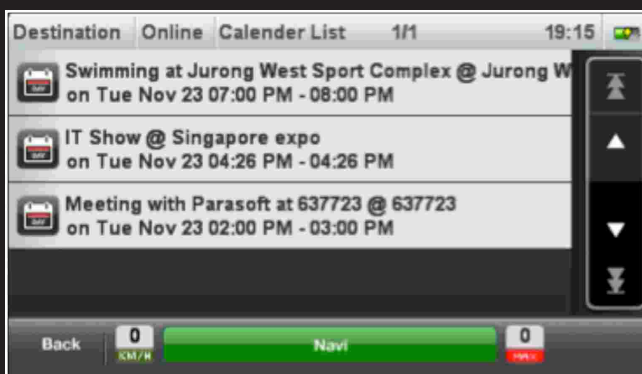 Destination Online Calender List 1/1 19:15
Swimming at Jurong West Sport Complex @ Jurong W
on Tue Nov 23 07:00 PM - 08:00 PM
IT Show @ Singapore expo
on Tue Nov 23 04:26 PM - 04:26 PM
Meeting with Parasoft at 637723 @ 637723
on Tue Nov 23 02:00 PM - 03:00 PM
Back 0 KM/H Navi 0 MAX